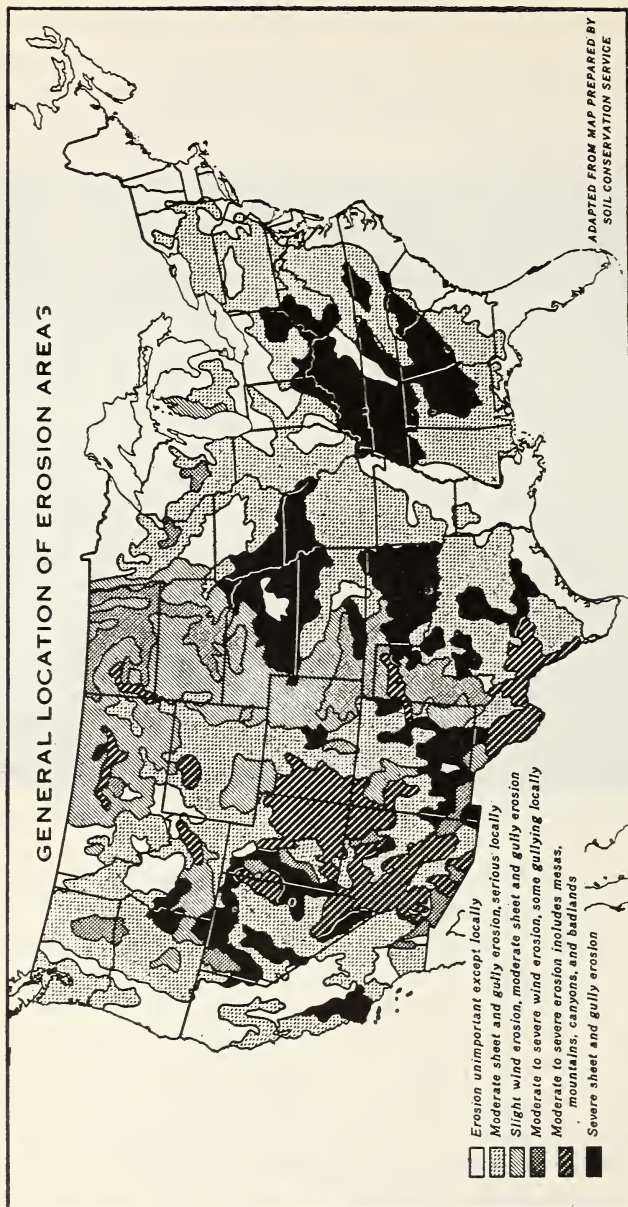 GENERAL LOCATION OF EROSION AREAS
Erosion unimportant except locally
Moderate sheet and gully erosion, serious locally
Slight wind erosion, moderate sheet and gully erosion
Moderate to severe wind erosion, some gullying locally
Moderate to severe erosion includes mesas,
mountains, canyons, and badlands
Severe sheet and gully erosion
ADAPTED FROM MAP PREPARED BY
SOIL CONSERVATION SERVICE